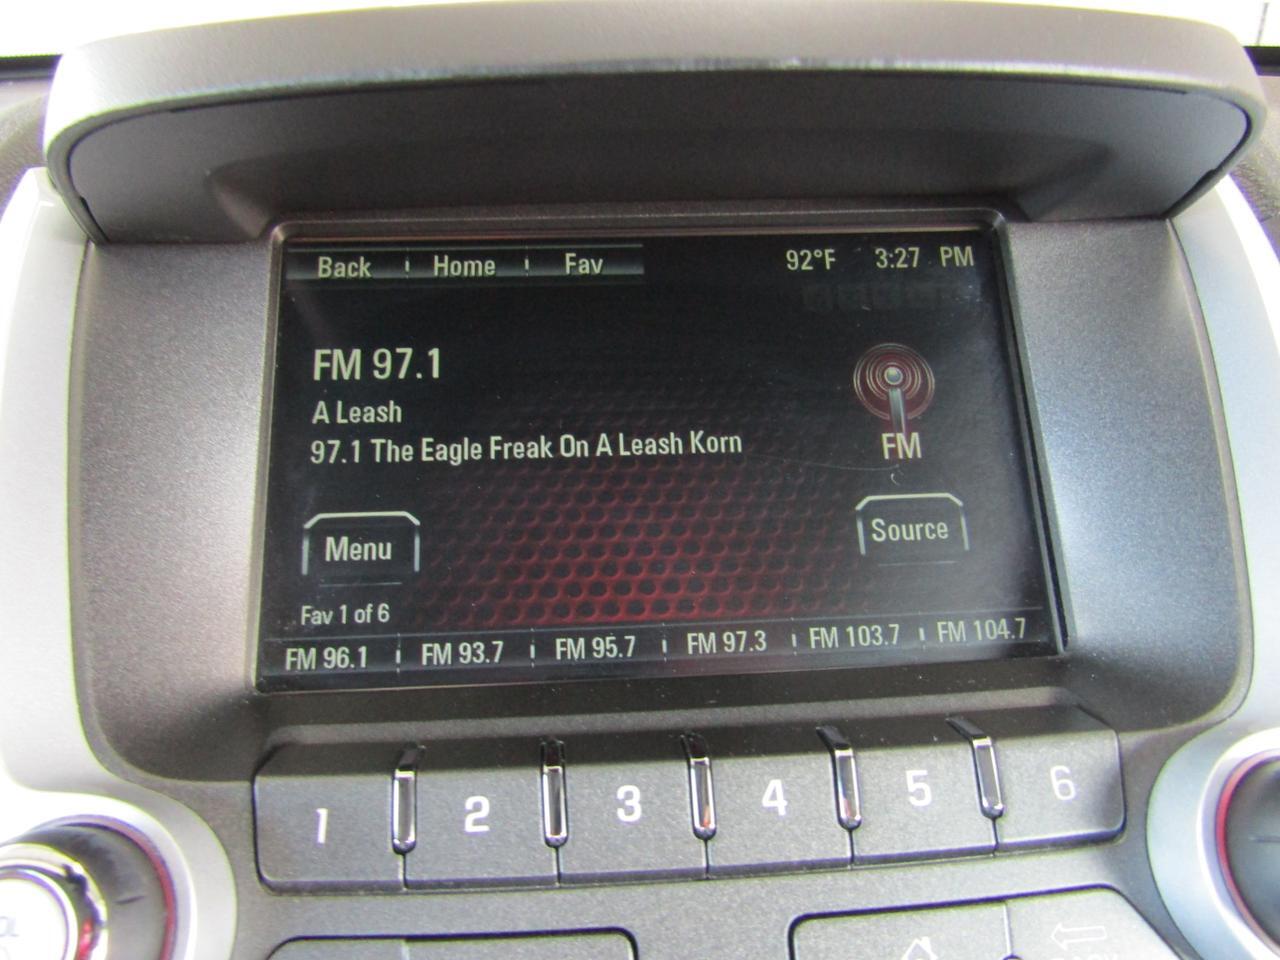 Back Home Fav 92°F 3:27 PM
FM 97.1
A Leash
97.1 The Eagle Freak On A Leash Korn
FM
Menu
Source
Fav 1 of 6
FM 96.1 FM 93.7 FM 95.7 FM 97.3 FM 103.7 FM 104.7
1 2 3 4 5 6